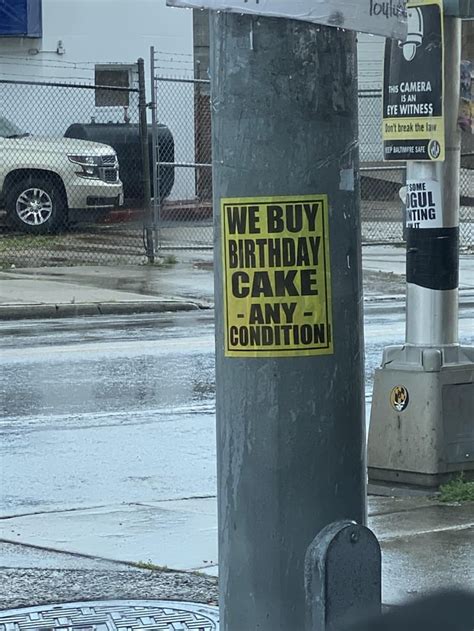 WE BUY
BIRTHDAY
CAKE
- ANY -
CONDITION
THIS CAMERA
IS AN
EYE WITNESS
Don't break the law
KEEP BALTIMORE SAFE